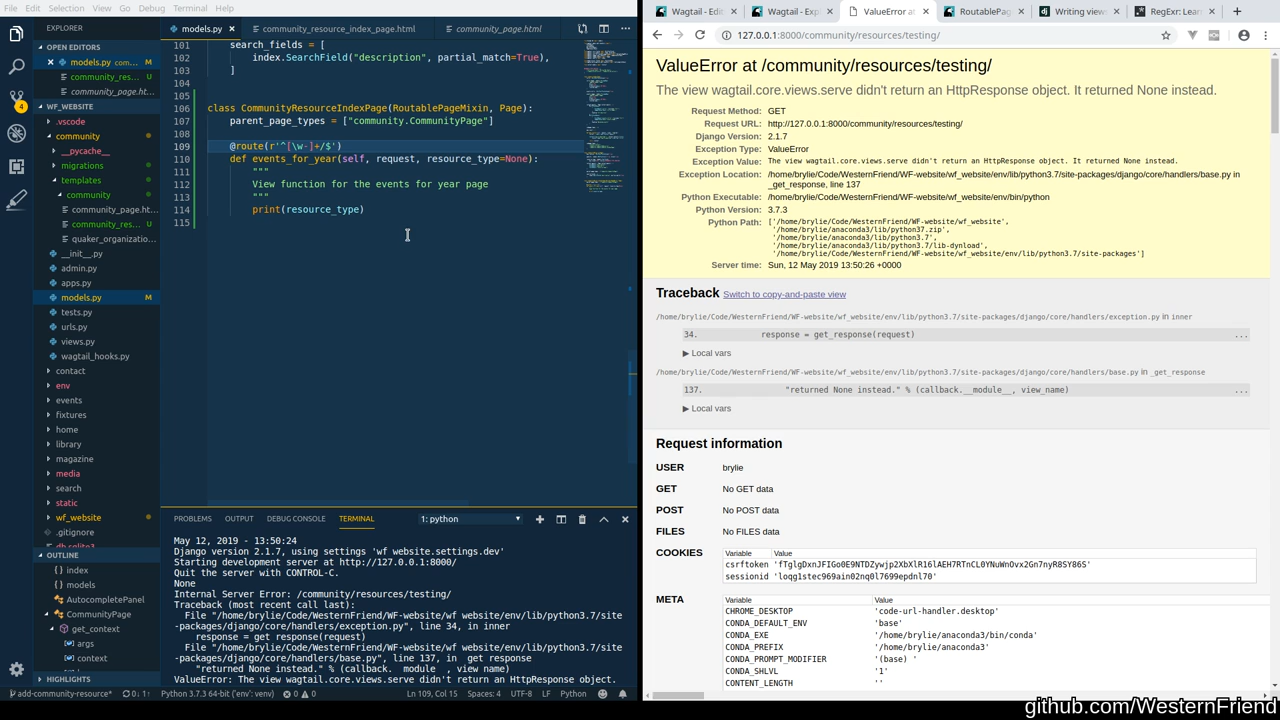 File Edit Selection View Go Debug Terminal Help
EXPLORER
OPEN EDITORS
models.py com... M
community_res... U
community_page.ht...
WF_WEBSITE
.vscode
community
__pycache__
migrations
templates
community
community_page.ht...
community_res... U
quaker_organizatio...
__init__.py
admin.py
apps.py
models.py M
tests.py
urls.py
views.py
wagtail_hooks.py
contact
env
events
fixtures
home
library
magazine
media
search
static
wf_website
.gitignore
db.sqlite3
OUTLINE
index
models
AutocompletePanel
CommunityPage
get_context
args
context
HIGHLIGHTS
models.py
community_resource_index_page.html
community_page.html
101 search_fields = [
102 index.SearchField("description", partial_match=True),
103 ]
104
105
106 class CommunityResourceIndexPage(RoutablePageMixin, Page):
107 parent_page_types = ["community.CommunityPage"]
108
109 @route(r'^[\w-]+/$')
110 def events_for_year(self, request, resource_type=None):
111 """
112 View function for the events for year page
113 """
114 print(resource_type)
115
PROBLEMS OUTPUT DEBUG CONSOLE TERMINAL 1: python
May 12, 2019 - 13:50:24
Django version 2.1.7, using settings 'wf_website.settings.dev'
Starting development server at http://127.0.0.1:8000/
Quit the server with CONTROL-C.
None
Internal Server Error: /community/resources/testing/
Traceback (most recent call last):
File "/home/brylie/Code/WesternFriend/WF-website/wf_website/env/lib/python3.7/site
-packages/django/core/handlers/exception.py", line 34, in inner
response = get_response(request)
File "/home/brylie/Code/WesternFriend/WF-website/wf_website/env/lib/python3.7/site
-packages/django/core/handlers/base.py", line 137, in _get_response
"returned None instead." % (callback.__module__, view_name)
ValueError: The view wagtail.core.views.serve didn't return an HttpResponse object.
add-community-resource* 0↓ 1↑ Python 3.7.3 64-bit ('env': venv) 0 0 Ln 109, Col 15 Spaces: 4 UTF-8 LF Python
Wagtail - Edit Wagtail - Exp ValueError at RoutablePag Writing view RegExr: Lear
127.0.0.1:8000/community/resources/testing/
ValueError at /community/resources/testing/
The view wagtail.core.views.serve didn't return an HttpResponse object. It returned None instead.
Request Method: GET
Request URL: http://127.0.0.1:8000/community/resources/testing/
Django Version: 2.1.7
Exception Type: ValueError
Exception Value: The view wagtail.core.views.serve didn't return an HttpResponse object. It returned None instead.
Exception Location: /home/brylie/Code/WesternFriend/WF-website/wf_website/env/lib/python3.7/site-packages/django/core/handlers/base.py in
_get_response, line 137
Python Executable: /home/brylie/Code/WesternFriend/WF-website/wf_website/env/bin/python
Python Version: 3.7.3
Python Path: ['/home/brylie/Code/WesternFriend/WF-website/wf_website',
'/home/brylie/anaconda3/lib/python37.zip',
'/home/brylie/anaconda3/lib/python3.7',
'/home/brylie/anaconda3/lib/python3.7/lib-dynload',
'/home/brylie/Code/WesternFriend/WF-website/wf_website/env/lib/python3.7/site-packages']
Server time: Sun, 12 May 2019 13:50:26 +0000
Traceback Switch to copy-and-paste view
/home/brylie/Code/WesternFriend/WF-website/wf_website/env/lib/python3.7/site-packages/django/core/handlers/exception.py in inner
34. response = get_response(request) ...
▶ Local vars
/home/brylie/Code/WesternFriend/WF-website/wf_website/env/lib/python3.7/site-packages/django/core/handlers/base.py in _get_response
137. "returned None instead." % (callback.__module__, view_name) ...
▶ Local vars
Request information
USER brylie
GET No GET data
POST No POST data
FILES No FILES data
COOKIES Variable Value
csrftoken 'fTglgDxnJFIGo0E9NTDZywjp2XbXlR16lAEH7RTnCL0YNuWnOvx2Gn7nyR8SY86S'
sessionid 'loqg1stec969ain02nq0l7699epdnl70'
META Variable Value
CHROME_DESKTOP 'code-url-handler.desktop'
CONDA_DEFAULT_ENV 'base'
CONDA_EXE '/home/brylie/anaconda3/bin/conda'
CONDA_PREFIX '/home/brylie/anaconda3'
CONDA_PROMPT_MODIFIER '(base) '
CONDA_SHLVL '1'
CONTENT_LENGTH ''
github.com/WesternFriend